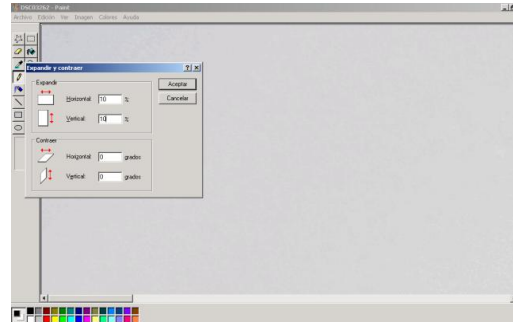 DSC03262 - Paint
Archivo Edición Ver Imagen Colores Ayuda
Expandir y contraer
Expandir
Horizontal: 10 %
Vertical: 10 %
Aceptar
Cancelar
Contraer
Horizontal: 0 grados
Vertical: 0 grados